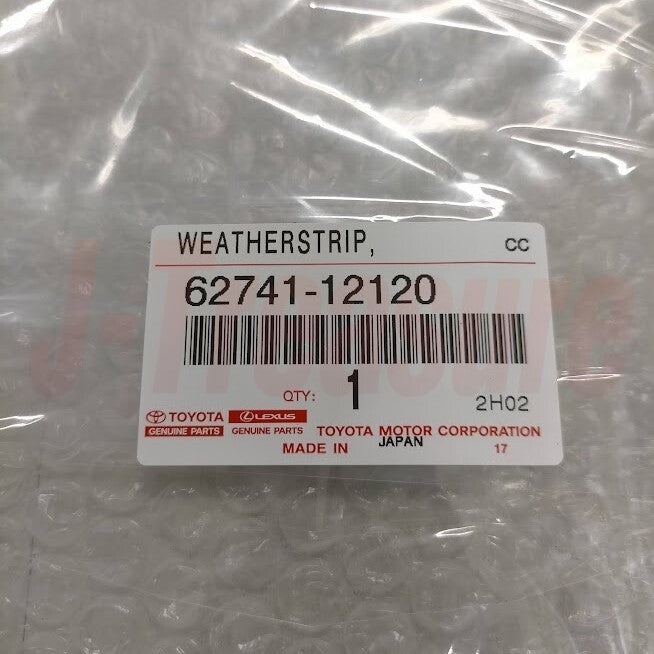 WEATHERSTRIP, CC
62741-12120
QTY: 1 2H02
TOYOTA LEXUS
GENUINE PARTS GENUINE PARTS TOYOTA MOTOR CORPORATION
MADE IN JAPAN 17
J-Treasure